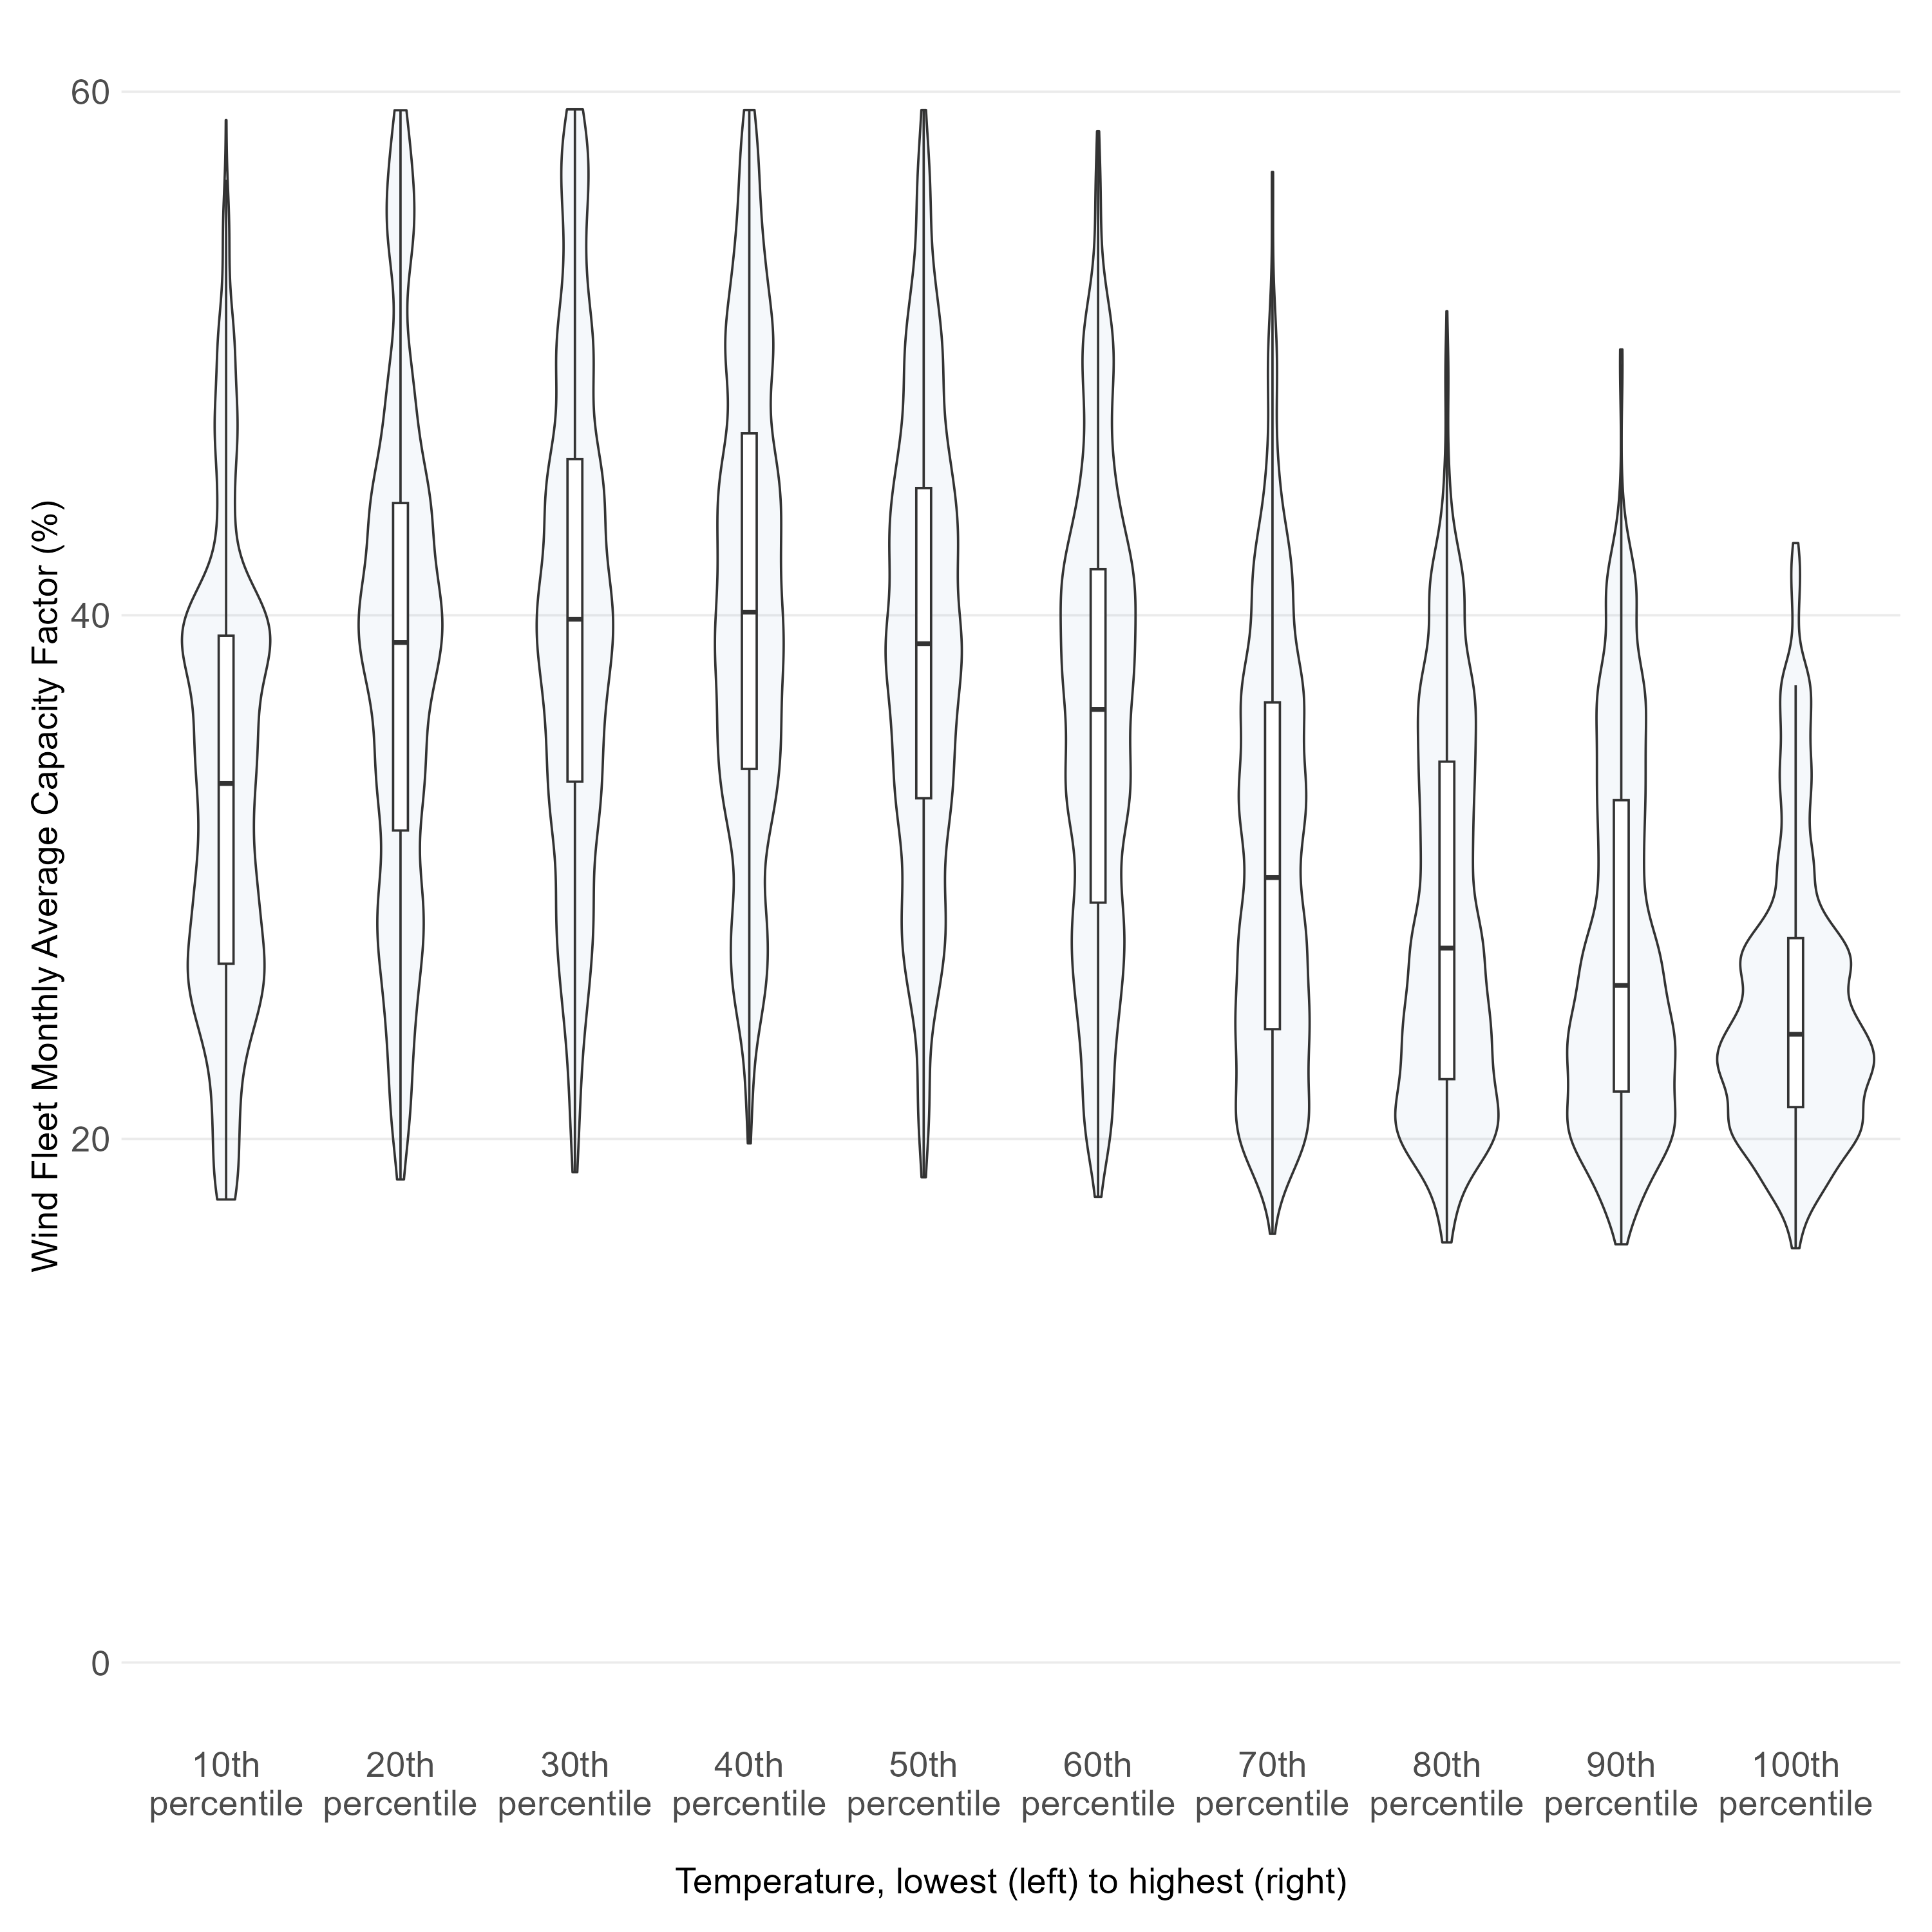 Wind Fleet Monthly Average Capacity Factor (%)
60
40
20
0
10th
percentile
20th
percentile
30th
percentile
40th
percentile
50th
percentile
60th
percentile
70th
percentile
80th
percentile
90th
percentile
100th
percentile
Temperature, lowest (left) to highest (right)